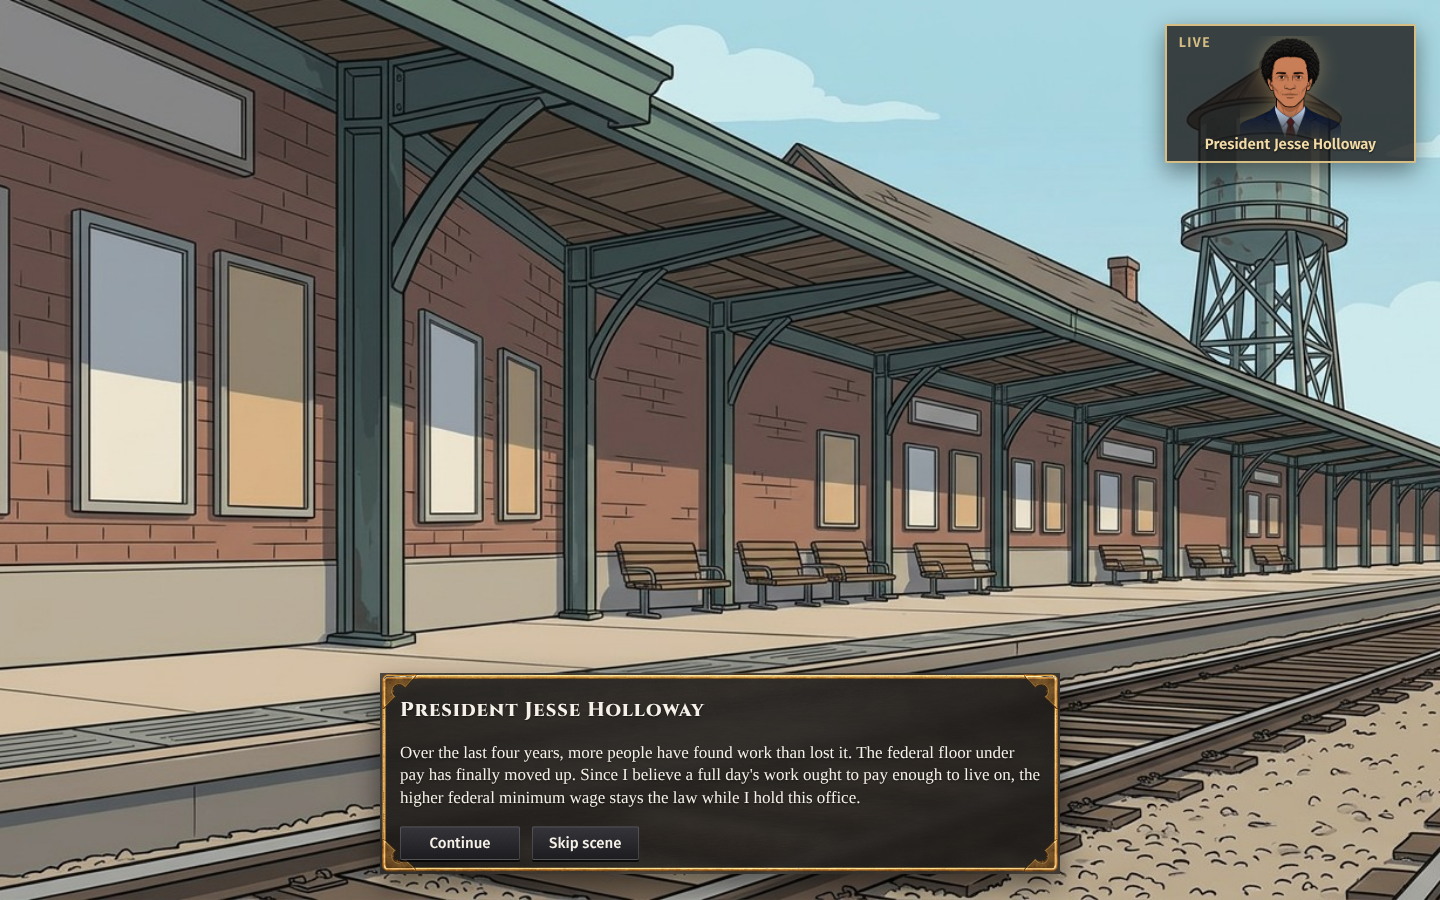 LIVE
President Jesse Holloway
President Jesse Holloway
Over the last four years, more people have found work than lost it. The federal floor under
pay has finally moved up. Since I believe a full day's work ought to pay enough to live on, the
higher federal minimum wage stays the law while I hold this office.
Continue
Skip scene